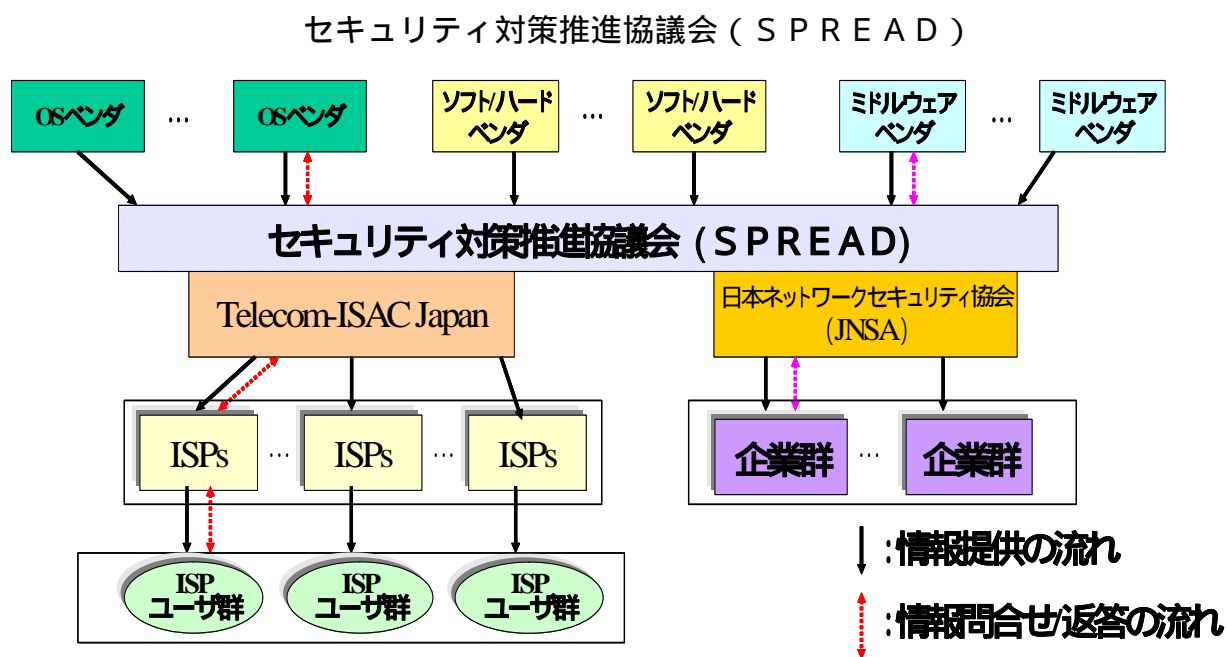 セキュリティ対策推進協議会(SPREAD)
OSベンダ
…
OSベンダ
ソフト/ハード
ベンダ
…
ソフト/ハード
ベンダ
ミドルウェア
ベンダ
…
ミドルウェア
ベンダ
セキュリティ対策推進協議会(SPREAD)
Telecom-ISAC Japan
日本ネットワークセキュリティ協会
(JNSA)
ISPs
…
ISPs
…
ISPs
企業群
…
企業群
ISP
ユーザ群
ISP
ユーザ群
ISP
ユーザ群
:情報提供の流れ
:情報問合せ/返答の流れ